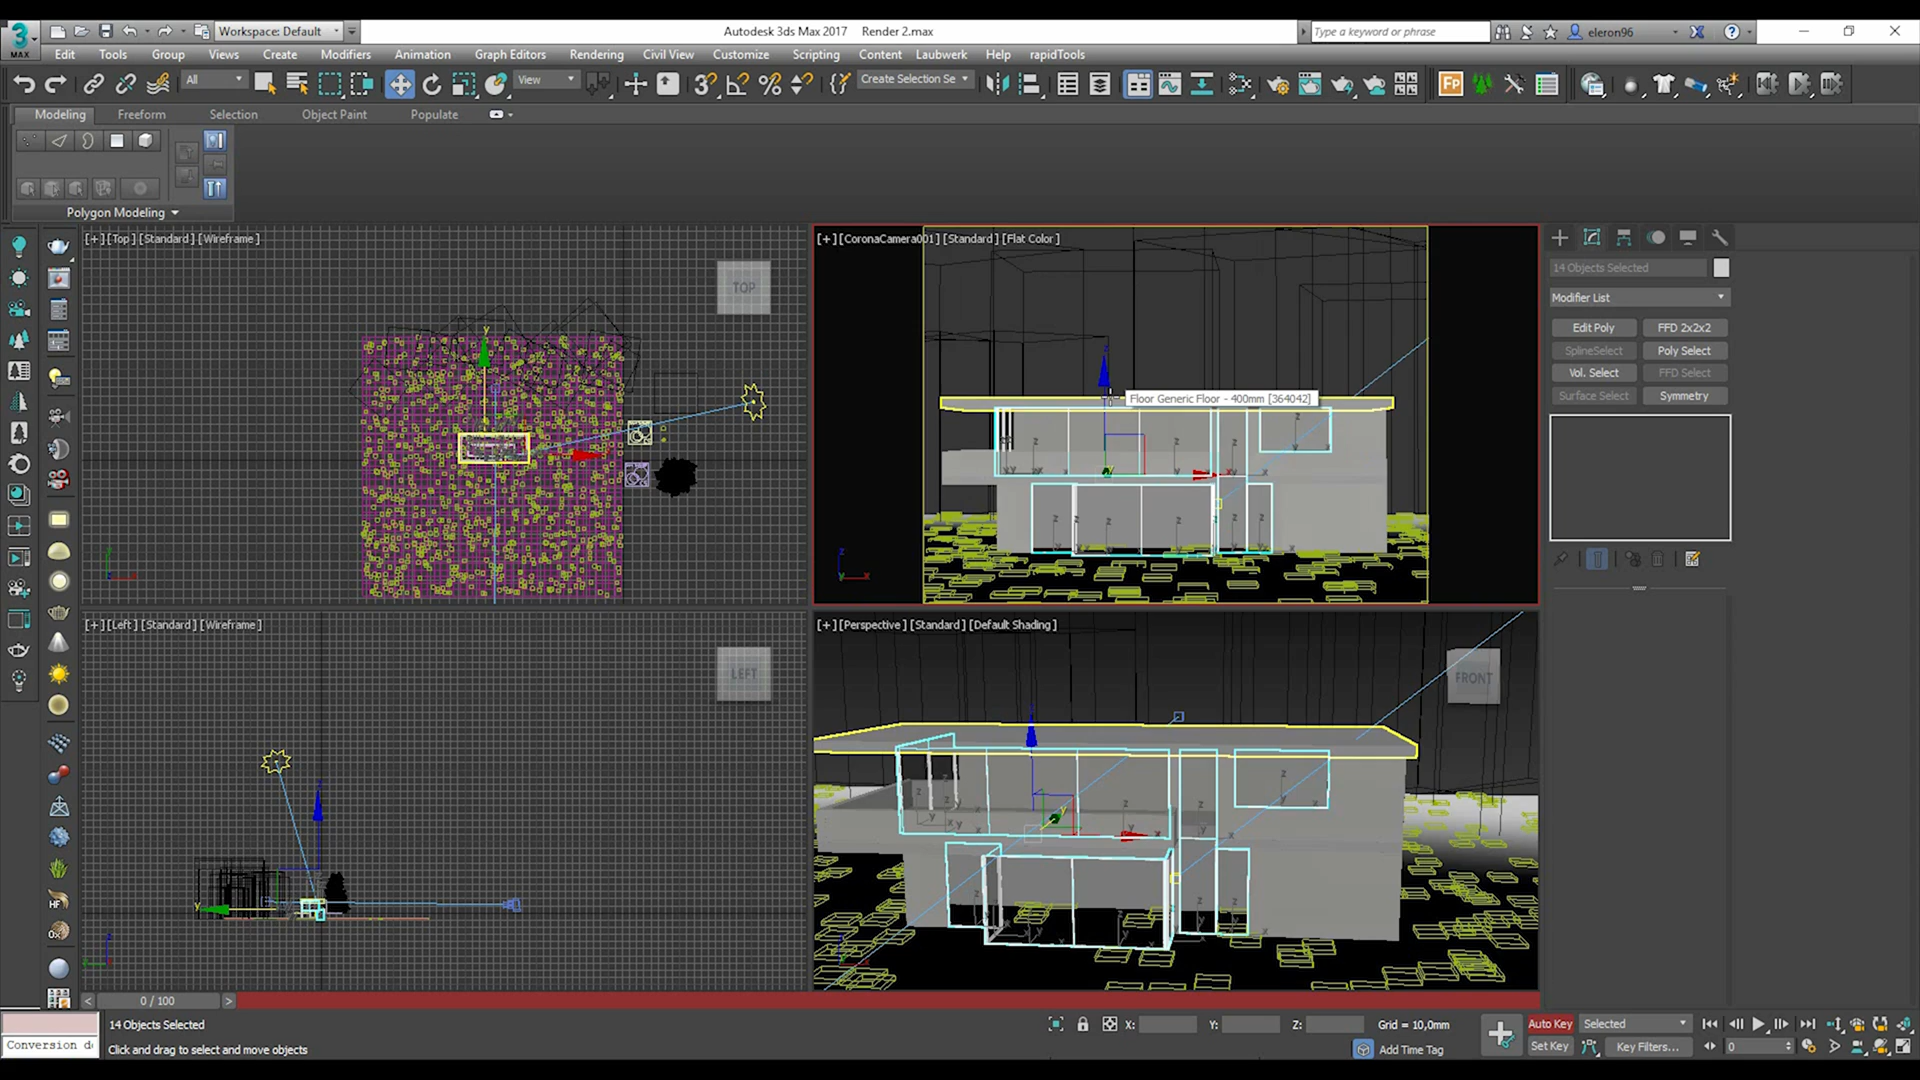 3
MAX
Workspace: Default
Autodesk 3ds Max 2017    Render 2.max
Type a keyword or phrase
eleron96
Edit Tools Group Views Create Modifiers Animation Graph Editors Rendering Civil View Customize Scripting Content Laubwerk Help rapidTools
All
View
Create Selection Se
Fp
Modeling Freeform Selection Object Paint Populate
Polygon Modeling
[+] [Top] [Standard] [Wireframe]
TOP
[+] [CoronaCamera001] [Standard] [Flat Color]
Floor Generic Floor - 400mm [364042]
14 Objects Selected
Modifier List
Edit Poly FFD 2x2x2
SplineSelect Poly Select
Vol. Select FFD Select
Surface Select Symmetry
[+] [Left] [Standard] [Wireframe]
LEFT
[+] [Perspective] [Standard] [Default Shading]
FRONT
HF
0 / 100
14 Objects Selected
X: Y: Z: Grid = 10,0mm
Auto Key Selected
Conversion d
Click and drag to select and move objects
Add Time Tag
Set Key Key Filters... 0